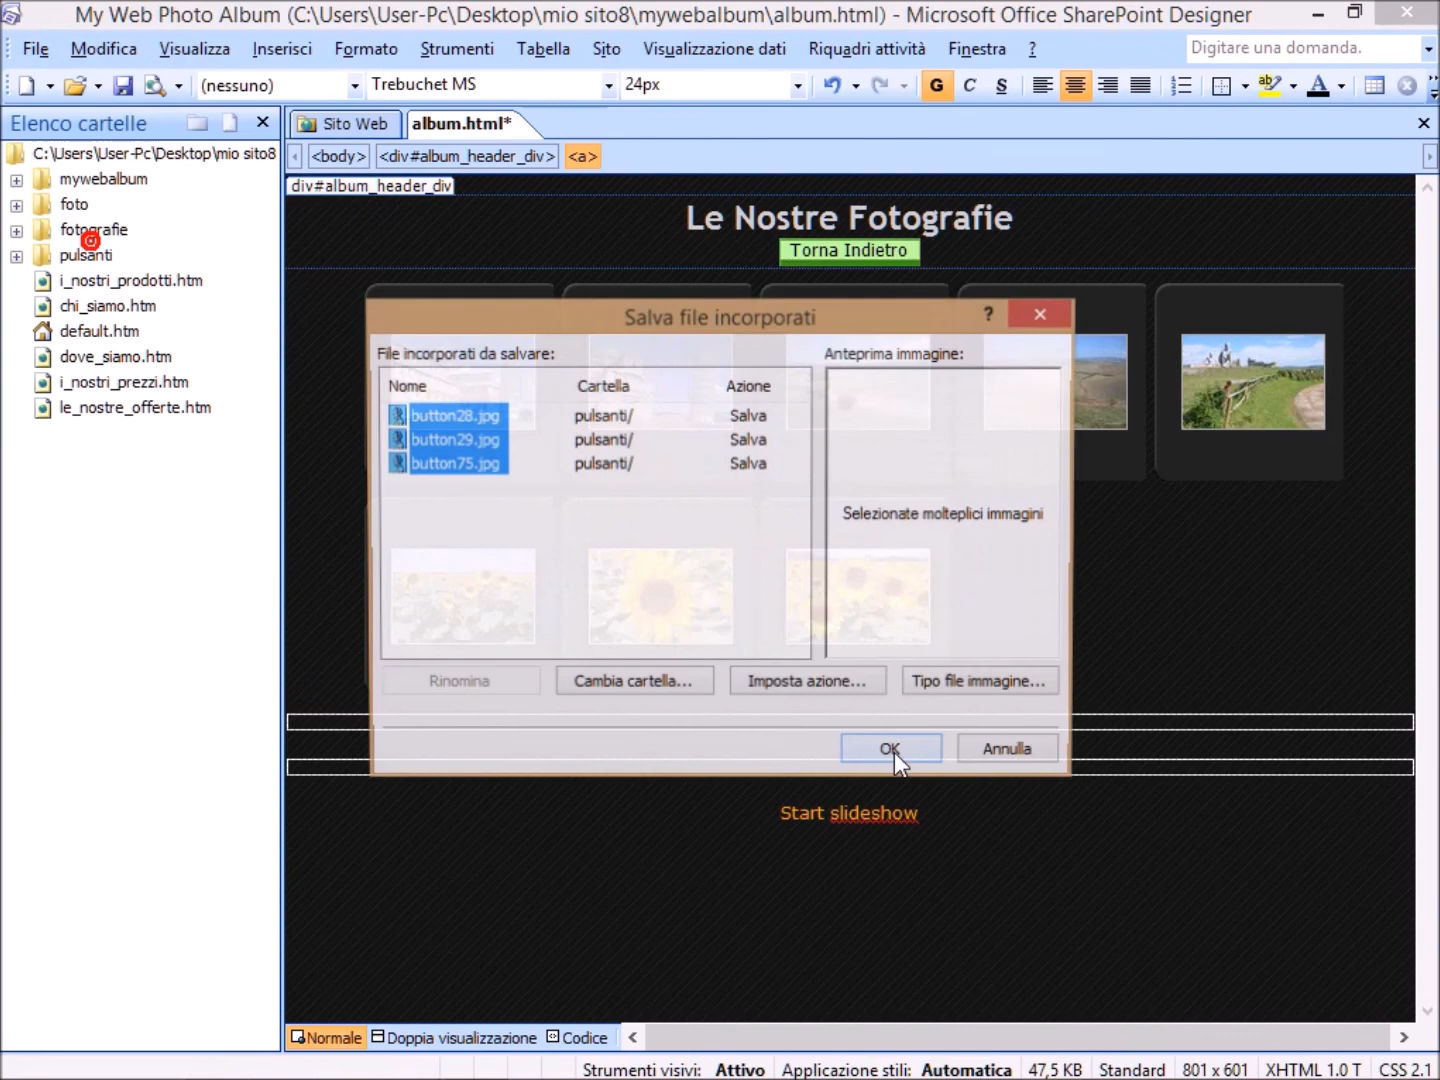 My Web Photo Album (C:\Users\User-Pc\Desktop\mio sito8\mywebalbum\album.html) - Microsoft Office SharePoint Designer
File Modifica Visualizza Inserisci Formato Strumenti Tabella Sito Visualizzazione dati Riquadri attività Finestra ? Digitare una domanda.
(nessuno) Trebuchet MS 24px G C S A
Elenco cartelle
Sito Web album.html*
C:\Users\User-Pc\Desktop\mio sito8
<body> <div#album_header_div> <a>
mywebalbum
div#album_header_div
foto
Le Nostre Fotografie
fotografie
Torna Indietro
pulsanti
i_nostri_prodotti.htm
chi_siamo.htm
default.htm
dove_siamo.htm
i_nostri_prezzi.htm
le_nostre_offerte.htm
Salva file incorporati ?
File incorporati da salvare: Anteprima immagine:
Nome Cartella Azione
button28.jpg pulsanti/ Salva
button29.jpg pulsanti/ Salva
button75.jpg pulsanti/ Salva
Selezionate molteplici immagini
Rinomina Cambia cartella... Imposta azione... Tipo file immagine...
OK Annulla
Start slideshow
Normale Doppia visualizzazione Codice
Strumenti visivi: Attivo Applicazione stili: Automatica 47,5 KB Standard 801 x 601 XHTML 1.0 T CSS 2.1